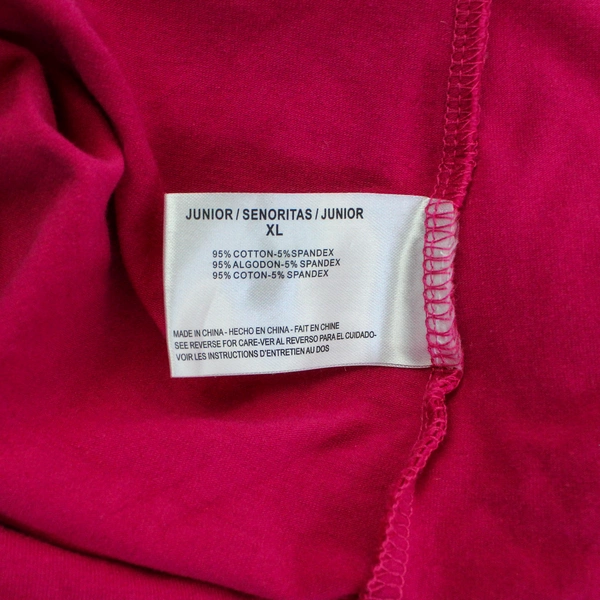 JUNIOR / SENORITAS / JUNIOR
XL
95% COTTON-5%SPANDEX
95% ALGODON-5% SPANDEX
95% COTON-5% SPANDEX
MADE IN CHINA - HECHO EN CHINA - FAIT EN CHINE
SEE REVERSE FOR CARE-VER AL REVERSO PARA EL CUIDADO-
VOIR LES INSTRUCTIONS D'ENTRETIEN AU DOS